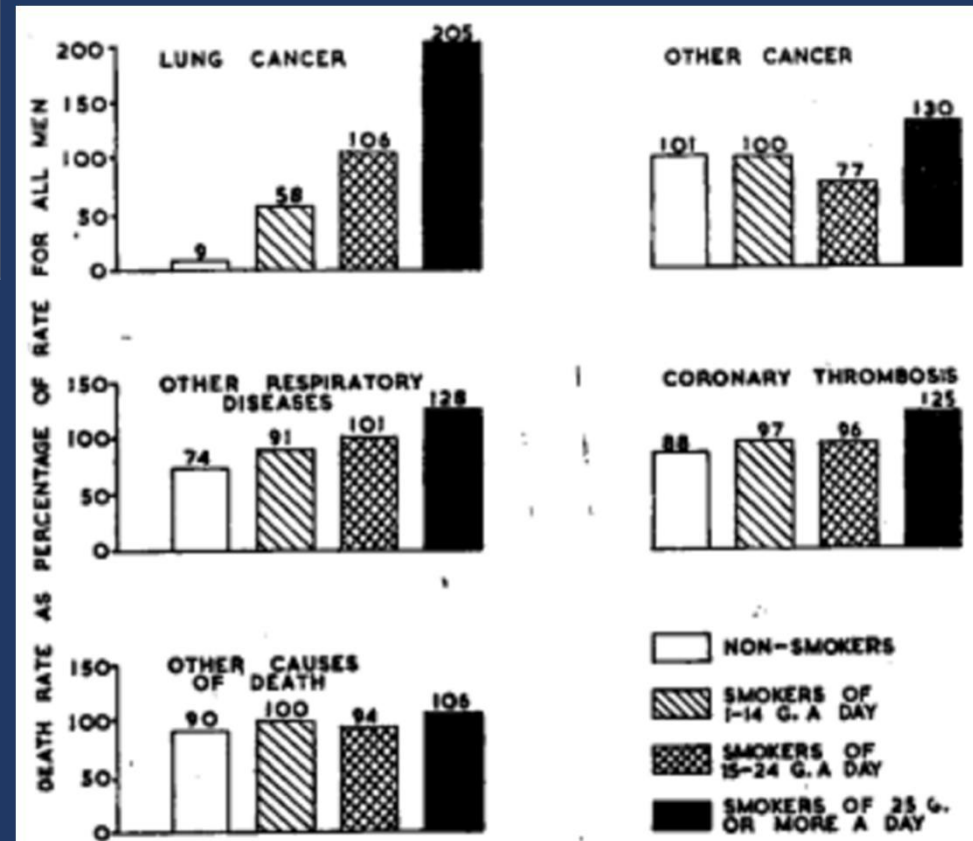 DEATH RATE AS PERCENTAGE OF RATE FOR ALL MEN
LUNG CANCER
200
150
100
50
0
9
58
106
205
OTHER CANCER
101
100
77
130
OTHER RESPIRATORY
DISEASES
150
100
50
0
74
91
101
128
CORONARY THROMBOSIS
88
97
96
125
OTHER CAUSES
OF DEATH
150
100
50
0
90
100
94
106
NON-SMOKERS
SMOKERS OF
1-14 G. A DAY
SMOKERS OF
15-24 G. A DAY
SMOKERS OF 25 G.
OR MORE A DAY